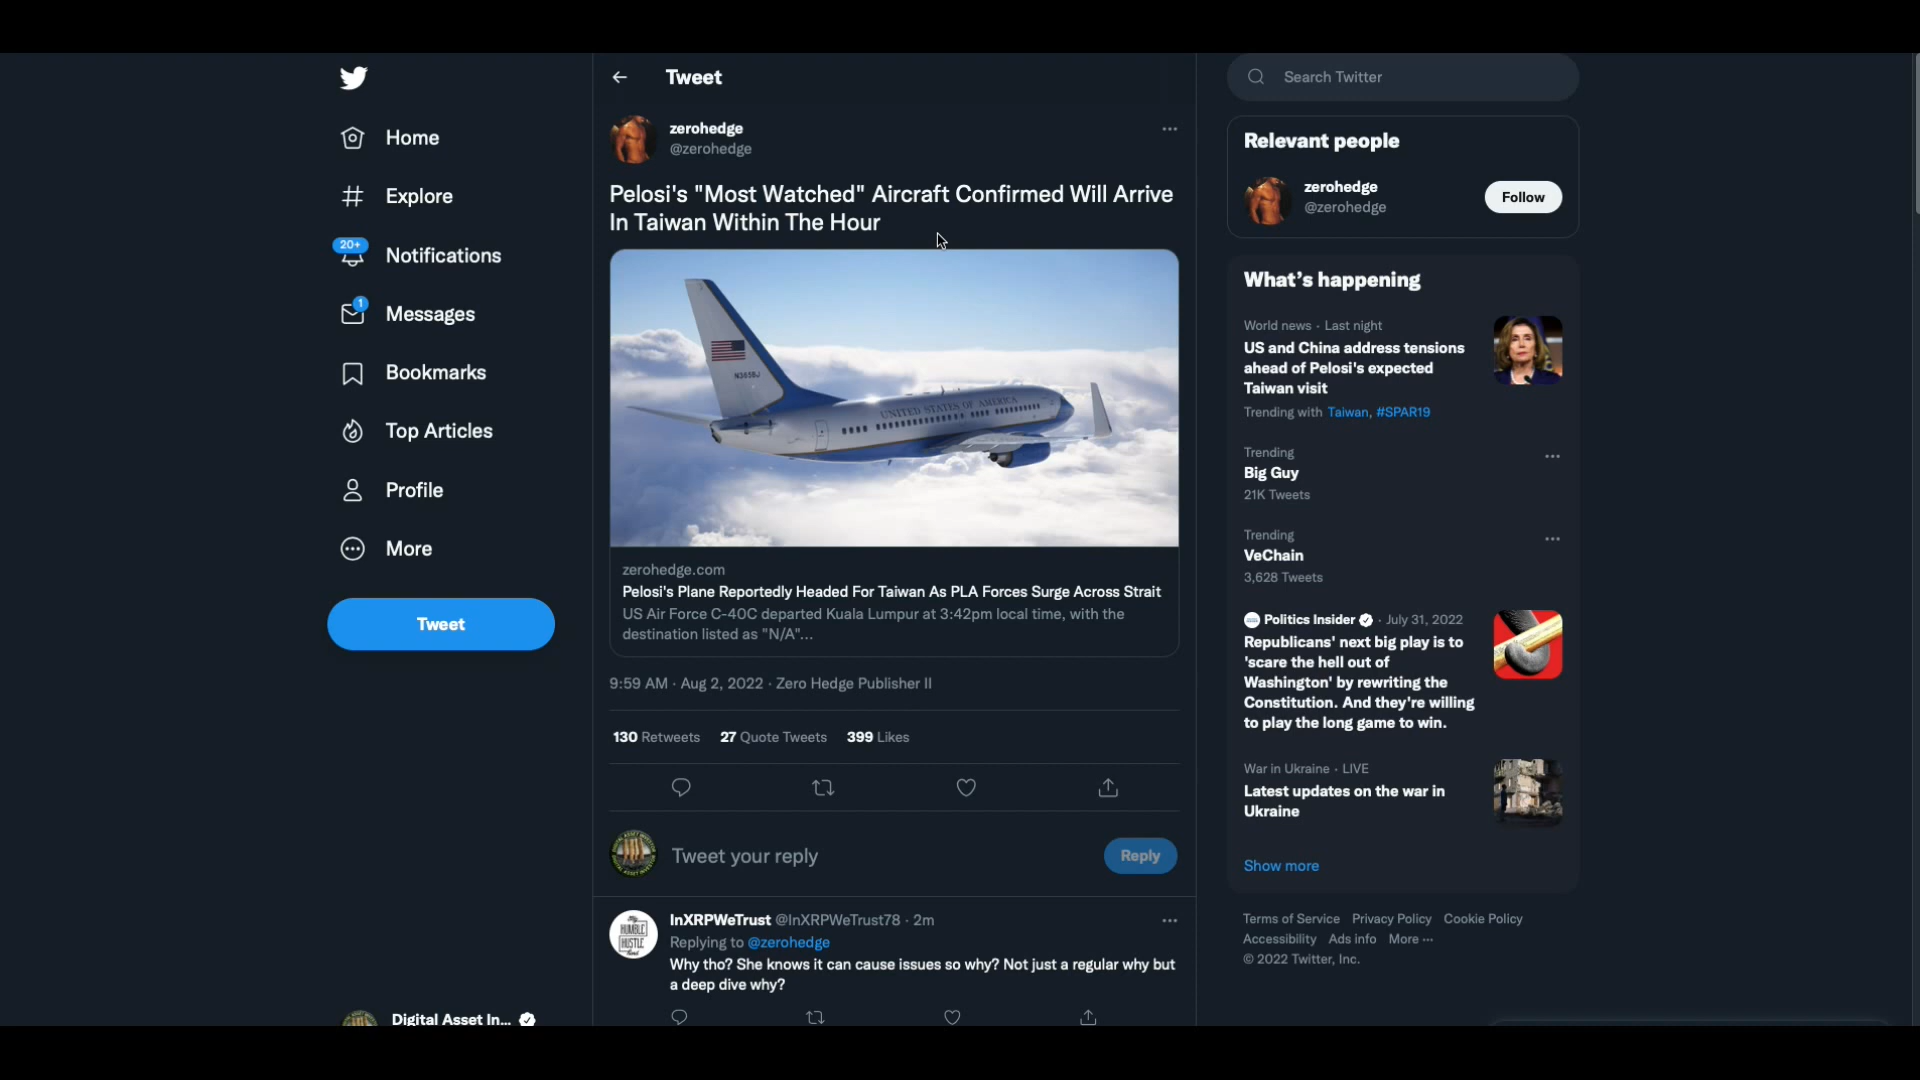 Home
Explore
20+
Notifications
1
Messages
Bookmarks
Top Articles
Profile
More
Tweet
Digital Asset In...
Tweet
zerohedge
@zerohedge
Pelosi's "Most Watched" Aircraft Confirmed Will Arrive
In Taiwan Within The Hour
UNITED STATES OF AMERICA
zerohedge.com
Pelosi's Plane Reportedly Headed For Taiwan As PLA Forces Surge Across Strait
US Air Force C-40C departed Kuala Lumpur at 3:42pm local time, with the
destination listed as "N/A"...
9:59 AM · Aug 2, 2022 · Zero Hedge Publisher II
130 Retweets 27 Quote Tweets 399 Likes
Tweet your reply
Reply
InXRPWeTrust @InXRPWeTrust78 · 2m
Replying to @zerohedge
Why tho? She knows it can cause issues so why? Not just a regular why but
a deep dive why?
Search Twitter
Relevant people
zerohedge
@zerohedge
Follow
What's happening
World news · Last night
US and China address tensions
ahead of Pelosi's expected
Taiwan visit
Trending with Taiwan, #SPAR19
Trending
Big Guy
21K Tweets
Trending
VeChain
3,628 Tweets
Politics Insider · July 31, 2022
Republicans' next big play is to
'scare the hell out of
Washington' by rewriting the
Constitution. And they're willing
to play the long game to win.
War in Ukraine · LIVE
Latest updates on the war in
Ukraine
Show more
Terms of Service Privacy Policy Cookie Policy
Accessibility Ads info More ···
© 2022 Twitter, Inc.